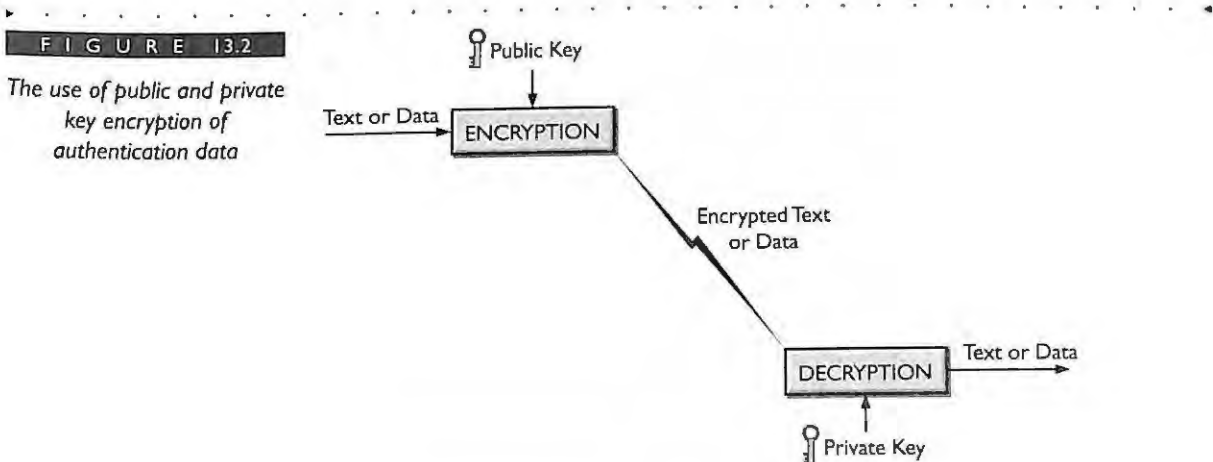 FIGURE 13.2
The use of public and private
key encryption of
authentication data
Public Key
Text or Data
ENCRYPTION
Encrypted Text
or Data
DECRYPTION
Text or Data
Private Key